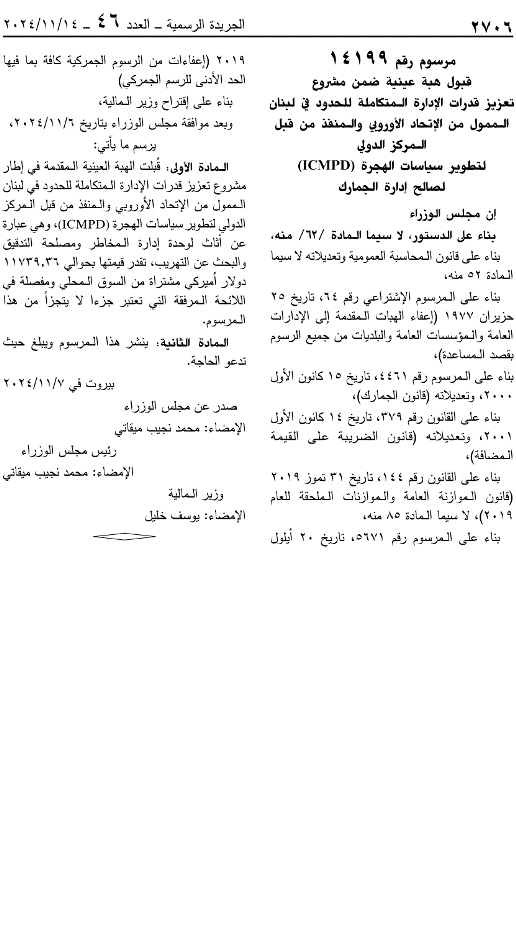 ٢٧٠٦
الجريدة الرسمية ـ العدد ٤٦ ـ ٢٠٢٤/١١/١٤
مرسوم رقم ١٤١٩٩
قبول هبة عينية ضمن مشروع
تعزيز قدرات الإدارة المتكاملة للحدود في لبنان
الممول من الإتحاد الأوروبي والمنفذ من قبل
المركز الدولي
لتطوير سياسات الهجرة (ICMPD)
لصالح إدارة الجمارك
إن مجلس الوزراء
بناء على الدستور، لا سيما المادة /٦٢/ منه،
بناء على قانون المحاسبة العمومية وتعديلاته لا سيما
المادة ٥٢ منه،
بناء على المرسوم الإشتراعي رقم ٦٤، تاريخ ٢٥
حزيران ١٩٧٧ (إعفاء الهبات المقدمة إلى الإدارات
العامة والمؤسسات العامة والبلديات من جميع الرسوم
بقصد المساعدة)،
بناء على المرسوم رقم ٤٤٦١، تاريخ ١٥ كانون الأول
٢٠٠٠، وتعديلاته (قانون الجمارك)،
بناء على القانون رقم ٣٧٩، تاريخ ١٤ كانون الأول
٢٠٠١، وتعديلاته (قانون الضريبة على القيمة
المضافة)،
بناء على القانون رقم ١٤٤، تاريخ ٣١ تموز ٢٠١٩
(قانون الموازنة العامة والموازنات الملحقة للعام
٢٠١٩)، لا سيما المادة ٨٥ منه،
بناء على المرسوم رقم ٥٦٧١، تاريخ ٢٠ أيلول
٢٠١٩ (إعفاءات من الرسوم الجمركية كافة بما فيها
الحد الأدنى للرسم الجمركي)
بناء على إقتراح وزير المالية،
وبعد موافقة مجلس الوزراء بتاريخ ٢٠٢٤/١١/٦،
يرسم ما يأتي:
المادة الأولى: قُبلت الهبة العينية المقدمة في إطار
مشروع تعزيز قدرات الإدارة المتكاملة للحدود في لبنان
الممول من الإتحاد الأوروبي والمنفذ من قبل المركز
الدولي لتطوير سياسات الهجرة (ICMPD)، وهي عبارة
عن أثاث لوحدة إدارة المخاطر ومصلحة التدقيق
والبحث عن التهريب، تقدر قيمتها بحوالي ١١٧٣٩,٣٦
دولار أميركي مشتراة من السوق المحلي ومفصلة في
اللائحة المرفقة التي تعتبر جزءا لا يتجزأ من هذا
المرسوم.
المادة الثانية: ينشر هذا المرسوم ويبلغ حيث
تدعو الحاجة.
بيروت في ٢٠٢٤/١١/٧
صدر عن مجلس الوزراء
الإمضاء: محمد نجيب ميقاتي
رئيس مجلس الوزراء
الإمضاء: محمد نجيب ميقاتي
وزير المالية
الإمضاء: يوسف خليل